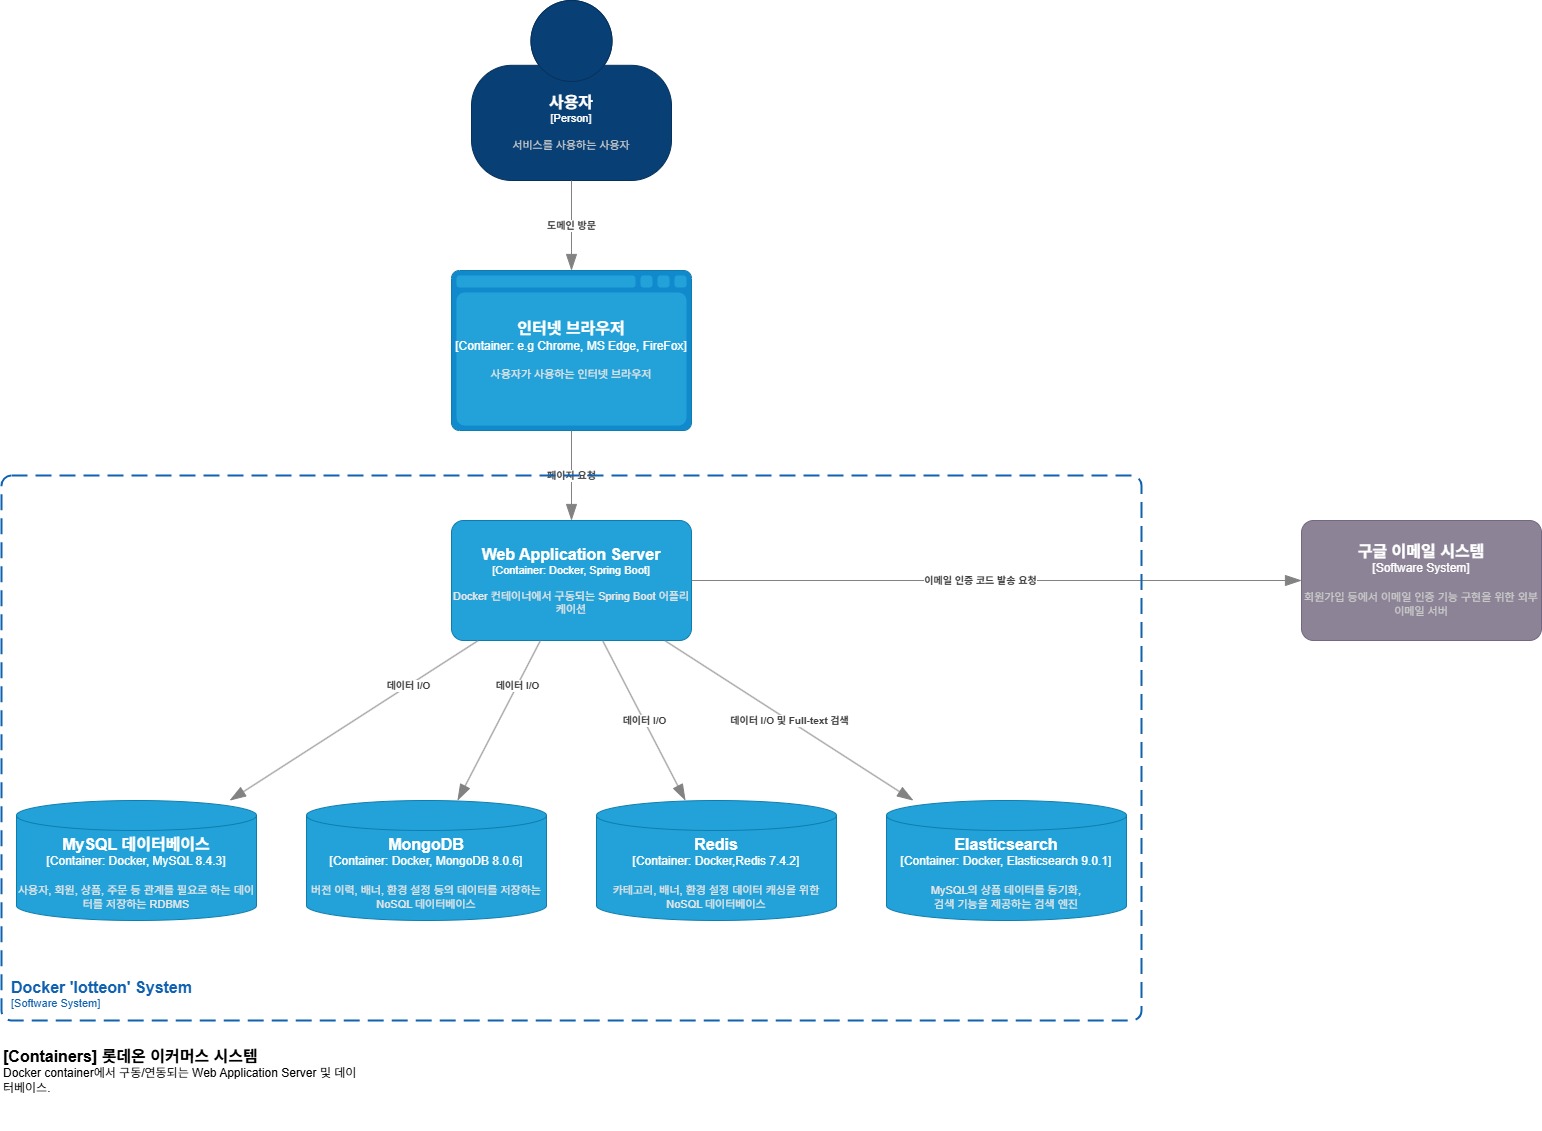 사용자
[Person]
서비스를 사용하는 사용자
도메인 방문
인터넷 브라우저
[Container: e.g Chrome, MS Edge, FireFox]
사용자가 사용하는 인터넷 브라우저
페이지 요청
Web Application Server
[Container: Docker, Spring Boot]
Docker 컨테이너에서 구동되는 Spring Boot 어플리
케이션
이메일 인증 코드 발송 요청
구글 이메일 시스템
[Software System]
회원가입 등에서 이메일 인증 기능 구현을 위한 외부
이메일 서버
데이터 I/O
데이터 I/O
데이터 I/O
데이터 I/O 및 Full-text 검색
MySQL 데이터베이스
[Container: Docker, MySQL 8.4.3]
사용자, 회원, 상품, 주문 등 관계를 필요로 하는 데이
터를 저장하는 RDBMS
MongoDB
[Container: Docker, MongoDB 8.0.6]
버전 이력, 배너, 환경 설정 등의 데이터를 저장하는
NoSQL 데이터베이스
Redis
[Container: Docker,Redis 7.4.2]
카테고리, 배너, 환경 설정 데이터 캐싱을 위한
NoSQL 데이터베이스
Elasticsearch
[Container: Docker, Elasticsearch 9.0.1]
MySQL의 상품 데이터를 동기화,
검색 기능을 제공하는 검색 엔진
Docker 'lotteon' System
[Software System]
[Containers] 롯데온 이커머스 시스템
Docker container에서 구동/연동되는 Web Application Server 및 데이
터베이스.